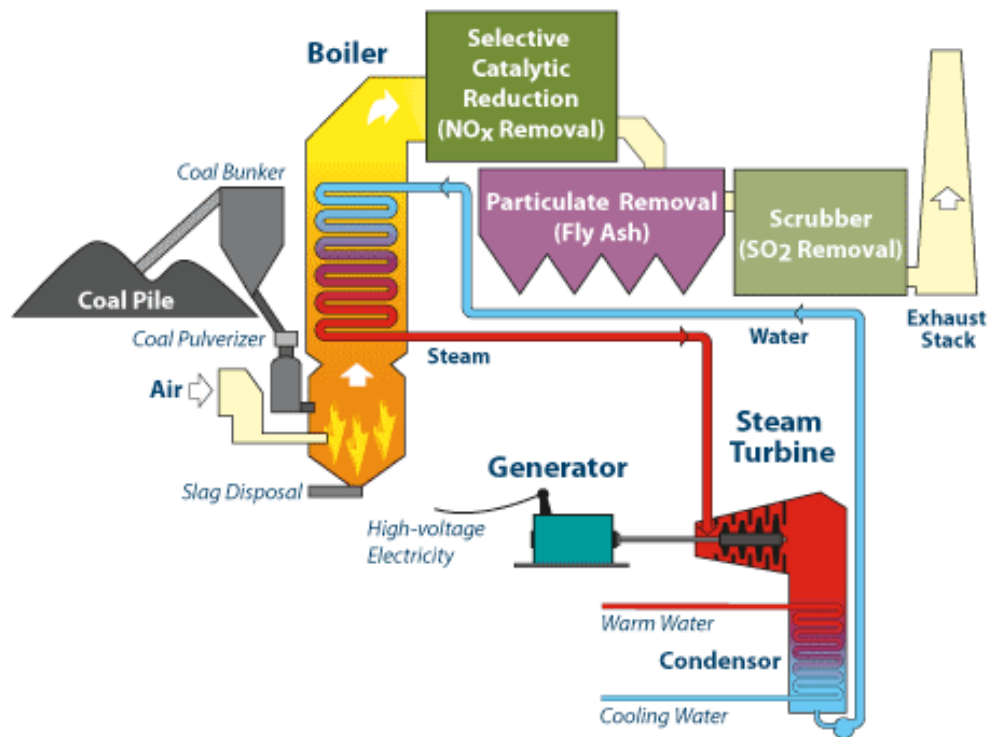 Boiler
Selective
Catalytic
Reduction
(NOx Removal)
Coal Bunker
Particulate Removal
(Fly Ash)
Scrubber
(SO2 Removal)
Coal Pile
Coal Pulverizer
Steam
Water
Exhaust
Stack
Air
Steam
Turbine
Generator
Slag Disposal
High-voltage
Electricity
Warm Water
Condensor
Cooling Water